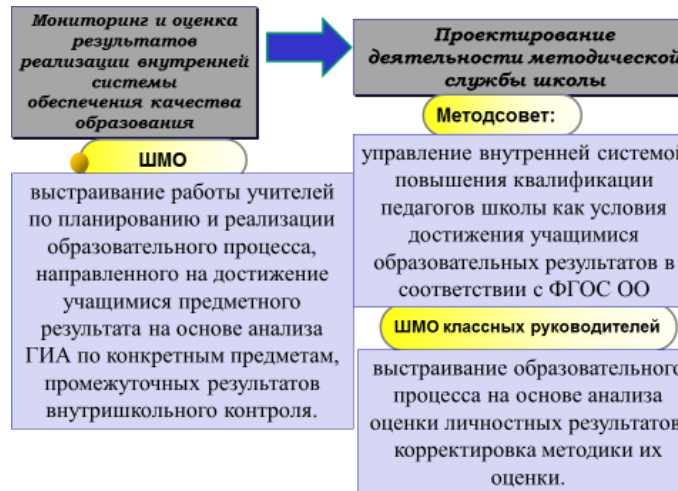 Мониторинг и оценка
результатов
реализации внутренней
системы
обеспечения качества
образования
ШМО
выстраивание работы учителей
по планированию и реализации
образовательного процесса,
направленного на достижение
учащимися предметного
результата на основе анализа
ГИА по конкретным предметам,
промежуточных результатов
внутришкольного контроля.
Проектирование
деятельности методической
службы школы
Методсовет:
управление внутренней системой
повышения квалификации
педагогов школы как условия
достижения учащимися
образовательных результатов в
соответствии с ФГОС ОО
ШМО классных руководителей
выстраивание образовательного
процесса на основе анализа
оценки личностных результатов
корректировка методики их
оценки.